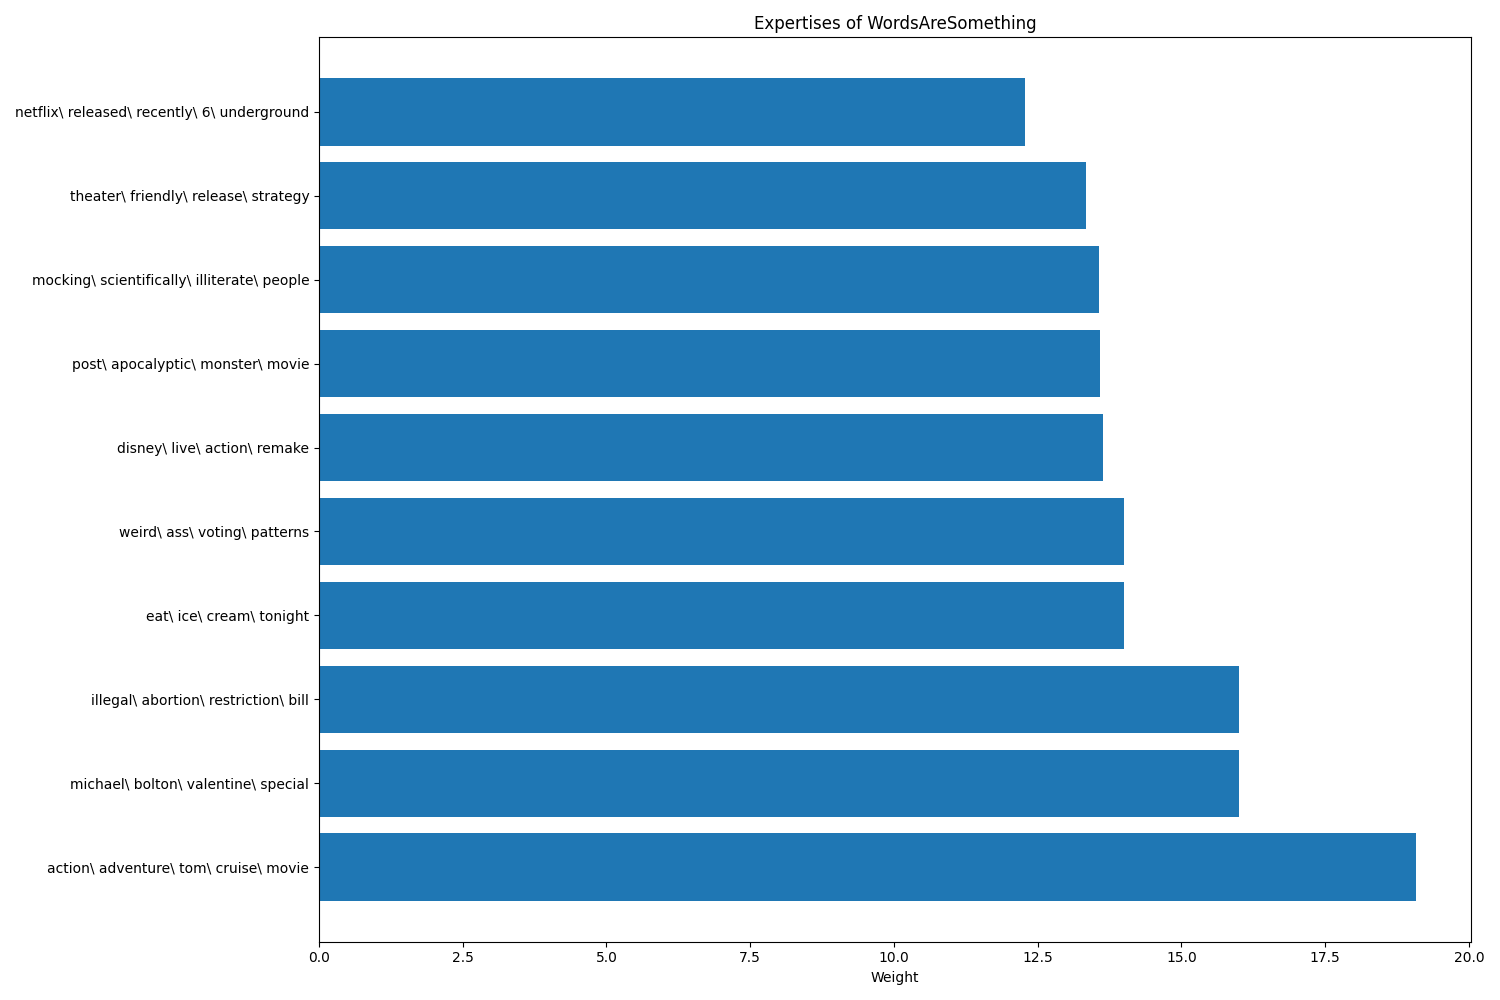 Expertises of WordsAreSomething
netflix\ released\ recently\ 6\ underground
theater\ friendly\ release\ strategy
mocking\ scientifically\ illiterate\ people
post\ apocalyptic\ monster\ movie
disney\ live\ action\ remake
weird\ ass\ voting\ patterns
eat\ ice\ cream\ tonight
illegal\ abortion\ restriction\ bill
michael\ bolton\ valentine\ special
action\ adventure\ tom\ cruise\ movie
0.0 2.5 5.0 7.5 10.0 12.5 15.0 17.5 20.0
Weight